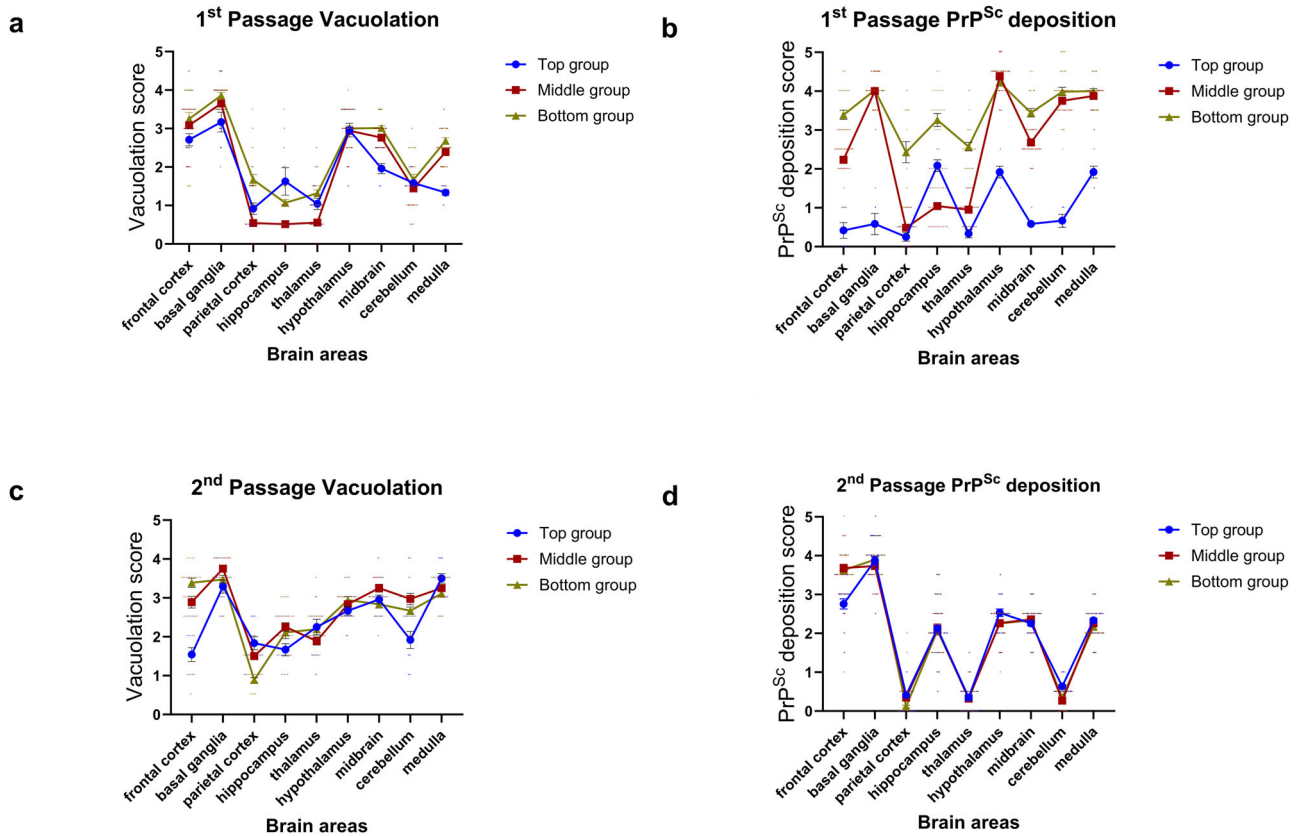 a
1st Passage Vacuolation
Vacuolation score
5
4
3
2
1
0
frontal cortex
basal ganglia
parietal cortex
hippocampus
thalamus
hypothalamus
midbrain
cerebellum
medulla
Brain areas
Top group
Middle group
Bottom group
b
1st Passage PrPSc deposition
PrPSc deposition score
5
4
3
2
1
0
frontal cortex
basal ganglia
parietal cortex
hippocampus
thalamus
hypothalamus
midbrain
cerebellum
medulla
Brain areas
Top group
Middle group
Bottom group
c
2nd Passage Vacuolation
Vacuolation score
5
4
3
2
1
0
frontal cortex
basal ganglia
parietal cortex
hippocampus
thalamus
hypothalamus
midbrain
cerebellum
medulla
Brain areas
Top group
Middle group
Bottom group
d
2nd Passage PrPSc deposition
PrPSc deposition score
5
4
3
2
1
0
frontal cortex
basal ganglia
parietal cortex
hippocampus
thalamus
hypothalamus
midbrain
cerebellum
medulla
Brain areas
Top group
Middle group
Bottom group